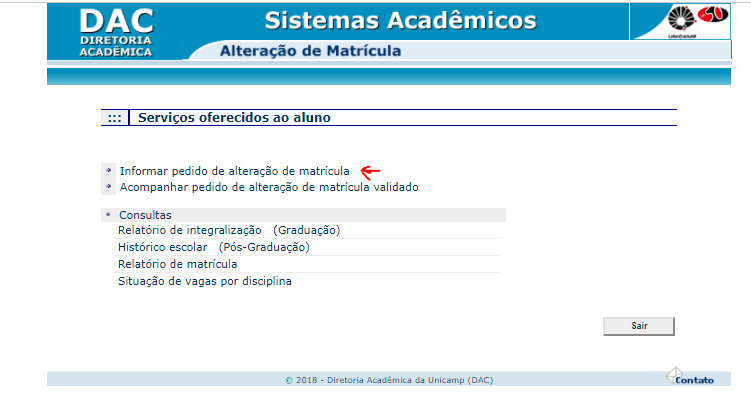 DAC
DIRETORIA
ACADÊMICA
Sistemas Acadêmicos
UNICAMP
50
Alteração de Matrícula
::: Serviços oferecidos ao aluno
Informar pedido de alteração de matrícula
Acompanhar pedido de alteração de matrícula validado
Consultas
Relatório de integralização (Graduação)
Histórico escolar (Pós-Graduação)
Relatório de matrícula
Situação de vagas por disciplina
Sair
© 2018 - Diretoria Acadêmica da Unicamp (DAC)
Contato